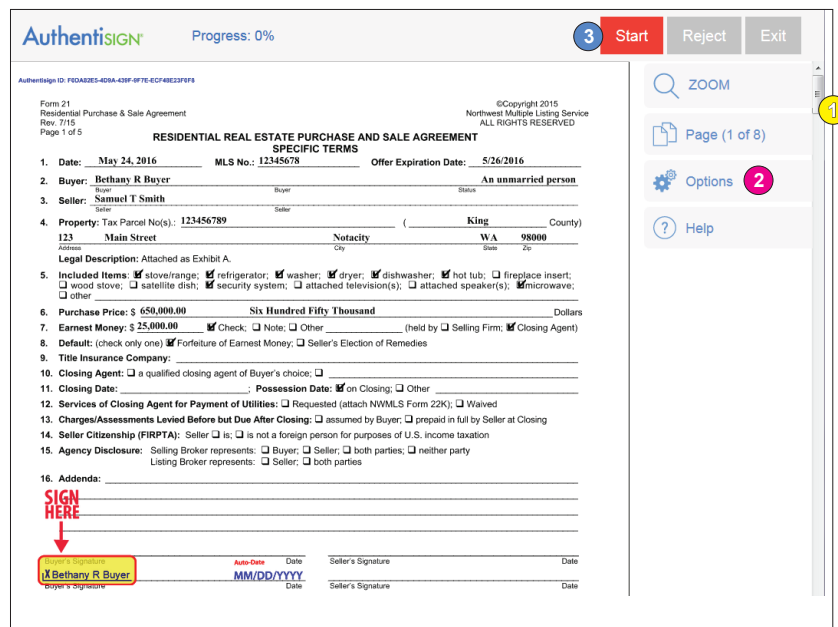 AuthentiSIGN®
Progress: 0%
3
Start
Reject
Exit
Authentisign ID: F6DA02E5-4D9A-439F-9F7E-ECF48E23F6F8
Form 21
Residential Purchase & Sale Agreement
Rev. 7/15
Page 1 of 5
©Copyright 2015
Northwest Multiple Listing Service
ALL RIGHTS RESERVED
RESIDENTIAL REAL ESTATE PURCHASE AND SALE AGREEMENT
SPECIFIC TERMS
1. Date: May 24, 2016 MLS No.: 12345678 Offer Expiration Date: 5/26/2016
2. Buyer: Bethany R Buyer An unmarried person
Buyer Buyer Status
3. Seller: Samuel T Smith
Seller Seller
4. Property: Tax Parcel No(s).: 123456789 ( King County)
123 Main Street Notacity WA 98000
Address City State Zip
Legal Description: Attached as Exhibit A.
5. Included Items: ☑ stove/range; ☑ refrigerator; ☑ washer; ☑ dryer; ☑ dishwasher; ☑ hot tub; ☐ fireplace insert;
☐ wood stove; ☐ satellite dish; ☑ security system; ☐ attached television(s); ☐ attached speaker(s); ☑ microwave;
☐ other
6. Purchase Price: $ 650,000.00 Six Hundred Fifty Thousand Dollars
7. Earnest Money: $ 25,000.00 ☑ Check; ☐ Note; ☐ Other (held by ☐ Selling Firm; ☑ Closing Agent)
8. Default: (check only one) ☑ Forfeiture of Earnest Money; ☐ Seller's Election of Remedies
9. Title Insurance Company:
10. Closing Agent: ☐ a qualified closing agent of Buyer's choice; ☐
11. Closing Date: ; Possession Date: ☑ on Closing; ☐ Other
12. Services of Closing Agent for Payment of Utilities: ☐ Requested (attach NWMLS Form 22K); ☐ Waived
13. Charges/Assessments Levied Before but Due After Closing: ☐ assumed by Buyer; ☐ prepaid in full by Seller at Closing
14. Seller Citizenship (FIRPTA): Seller ☐ is; ☐ is not a foreign person for purposes of U.S. income taxation
15. Agency Disclosure: Selling Broker represents: ☐ Buyer; ☐ Seller; ☐ both parties; ☐ neither party
Listing Broker represents: ☐ Seller; ☐ both parties
16. Addenda:
SIGN
HERE
Buyer's Signature Auto-Date Date Seller's Signature Date
X Bethany R Buyer MM/DD/YYYY
Buyer's Signature Date Seller's Signature Date
ZOOM
1
Page (1 of 8)
Options 2
? Help